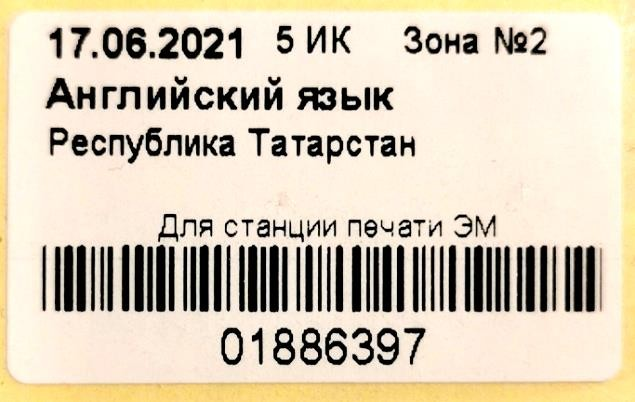 17.06.2021 5 ИК Зона №2
Английский язык
Республика Татарстан
Для станции печати ЭМ
01886397